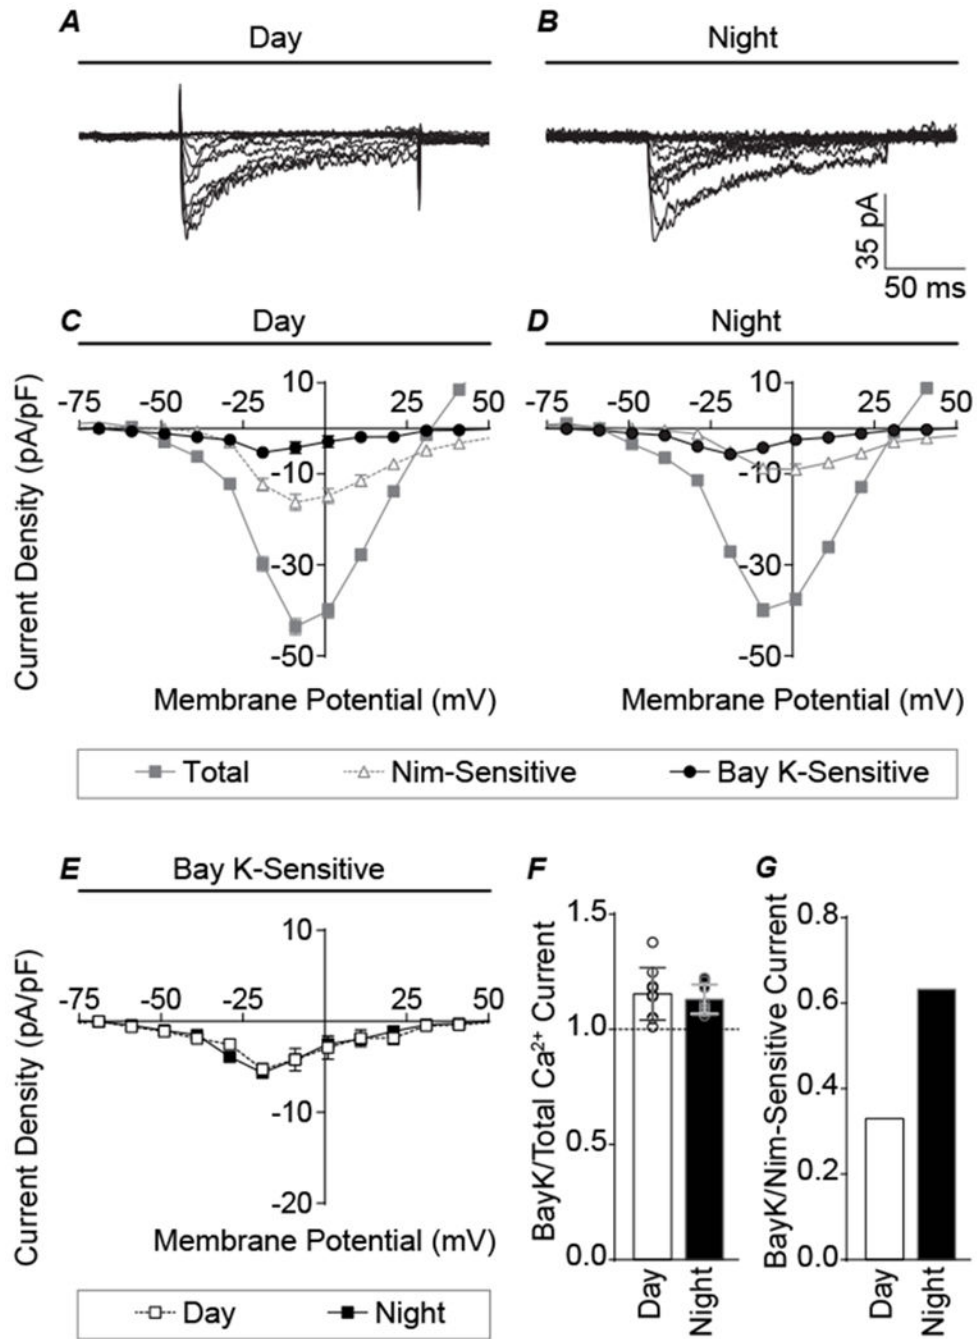 A
Day
B
Night
35 pA
50 ms
C
Day
D
Night
Current Density (pA/pF)
-75 -50 -25 25 50
10
-10
-30
-50
Membrane Potential (mV)
-75 -50 -25 25 50
10
-10
-30
-50
Membrane Potential (mV)
Total Nim-Sensitive Bay K-Sensitive
E
Bay K-Sensitive
Current Density (pA/pF)
-75 -50 -25 25 50
10
-10
-20
Membrane Potential (mV)
Day Night
F
BayK/Total Ca²⁺ Current
1.5
1.0
0.5
0.0
Day
Night
G
BayK/Nim-Sensitive Current
0.8
0.6
0.4
0.2
0.0
Day
Night